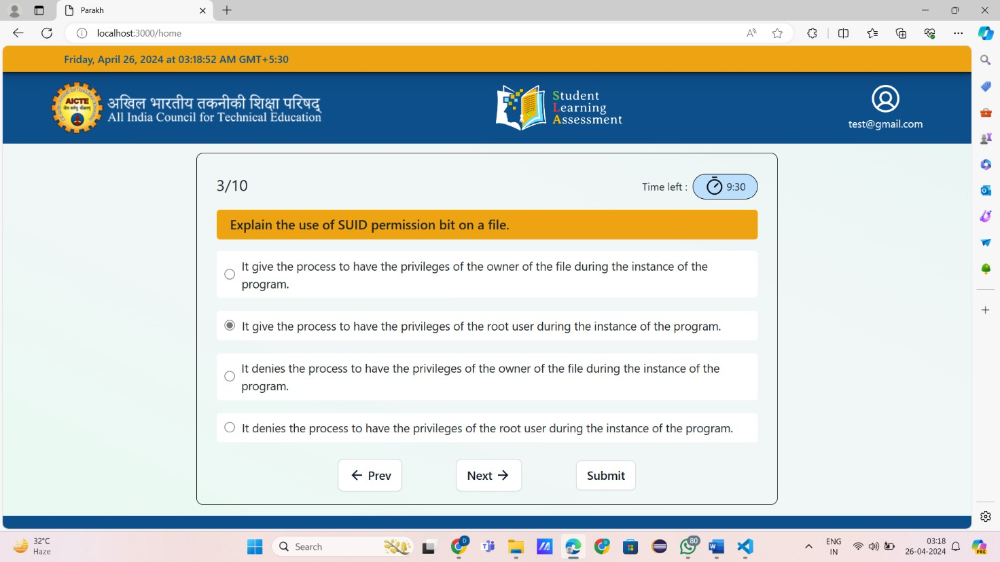 Parakh
localhost:3000/home
Friday, April 26, 2024 at 03:18:52 AM GMT+5:30
AICTE
अखिल भारतीय तकनीकी शिक्षा परिषद्
All India Council for Technical Education
Student
Learning
Assessment
test@gmail.com
3/10
Time left :
9:30
Explain the use of SUID permission bit on a file.
It give the process to have the privileges of the owner of the file during the instance of the
program.
It give the process to have the privileges of the root user during the instance of the program.
It denies the process to have the privileges of the owner of the file during the instance of the
program.
It denies the process to have the privileges of the root user during the instance of the program.
← Prev
Next →
Submit
32°C
Haze
Search
80
ENG
IN
03:18
26-04-2024
PRE